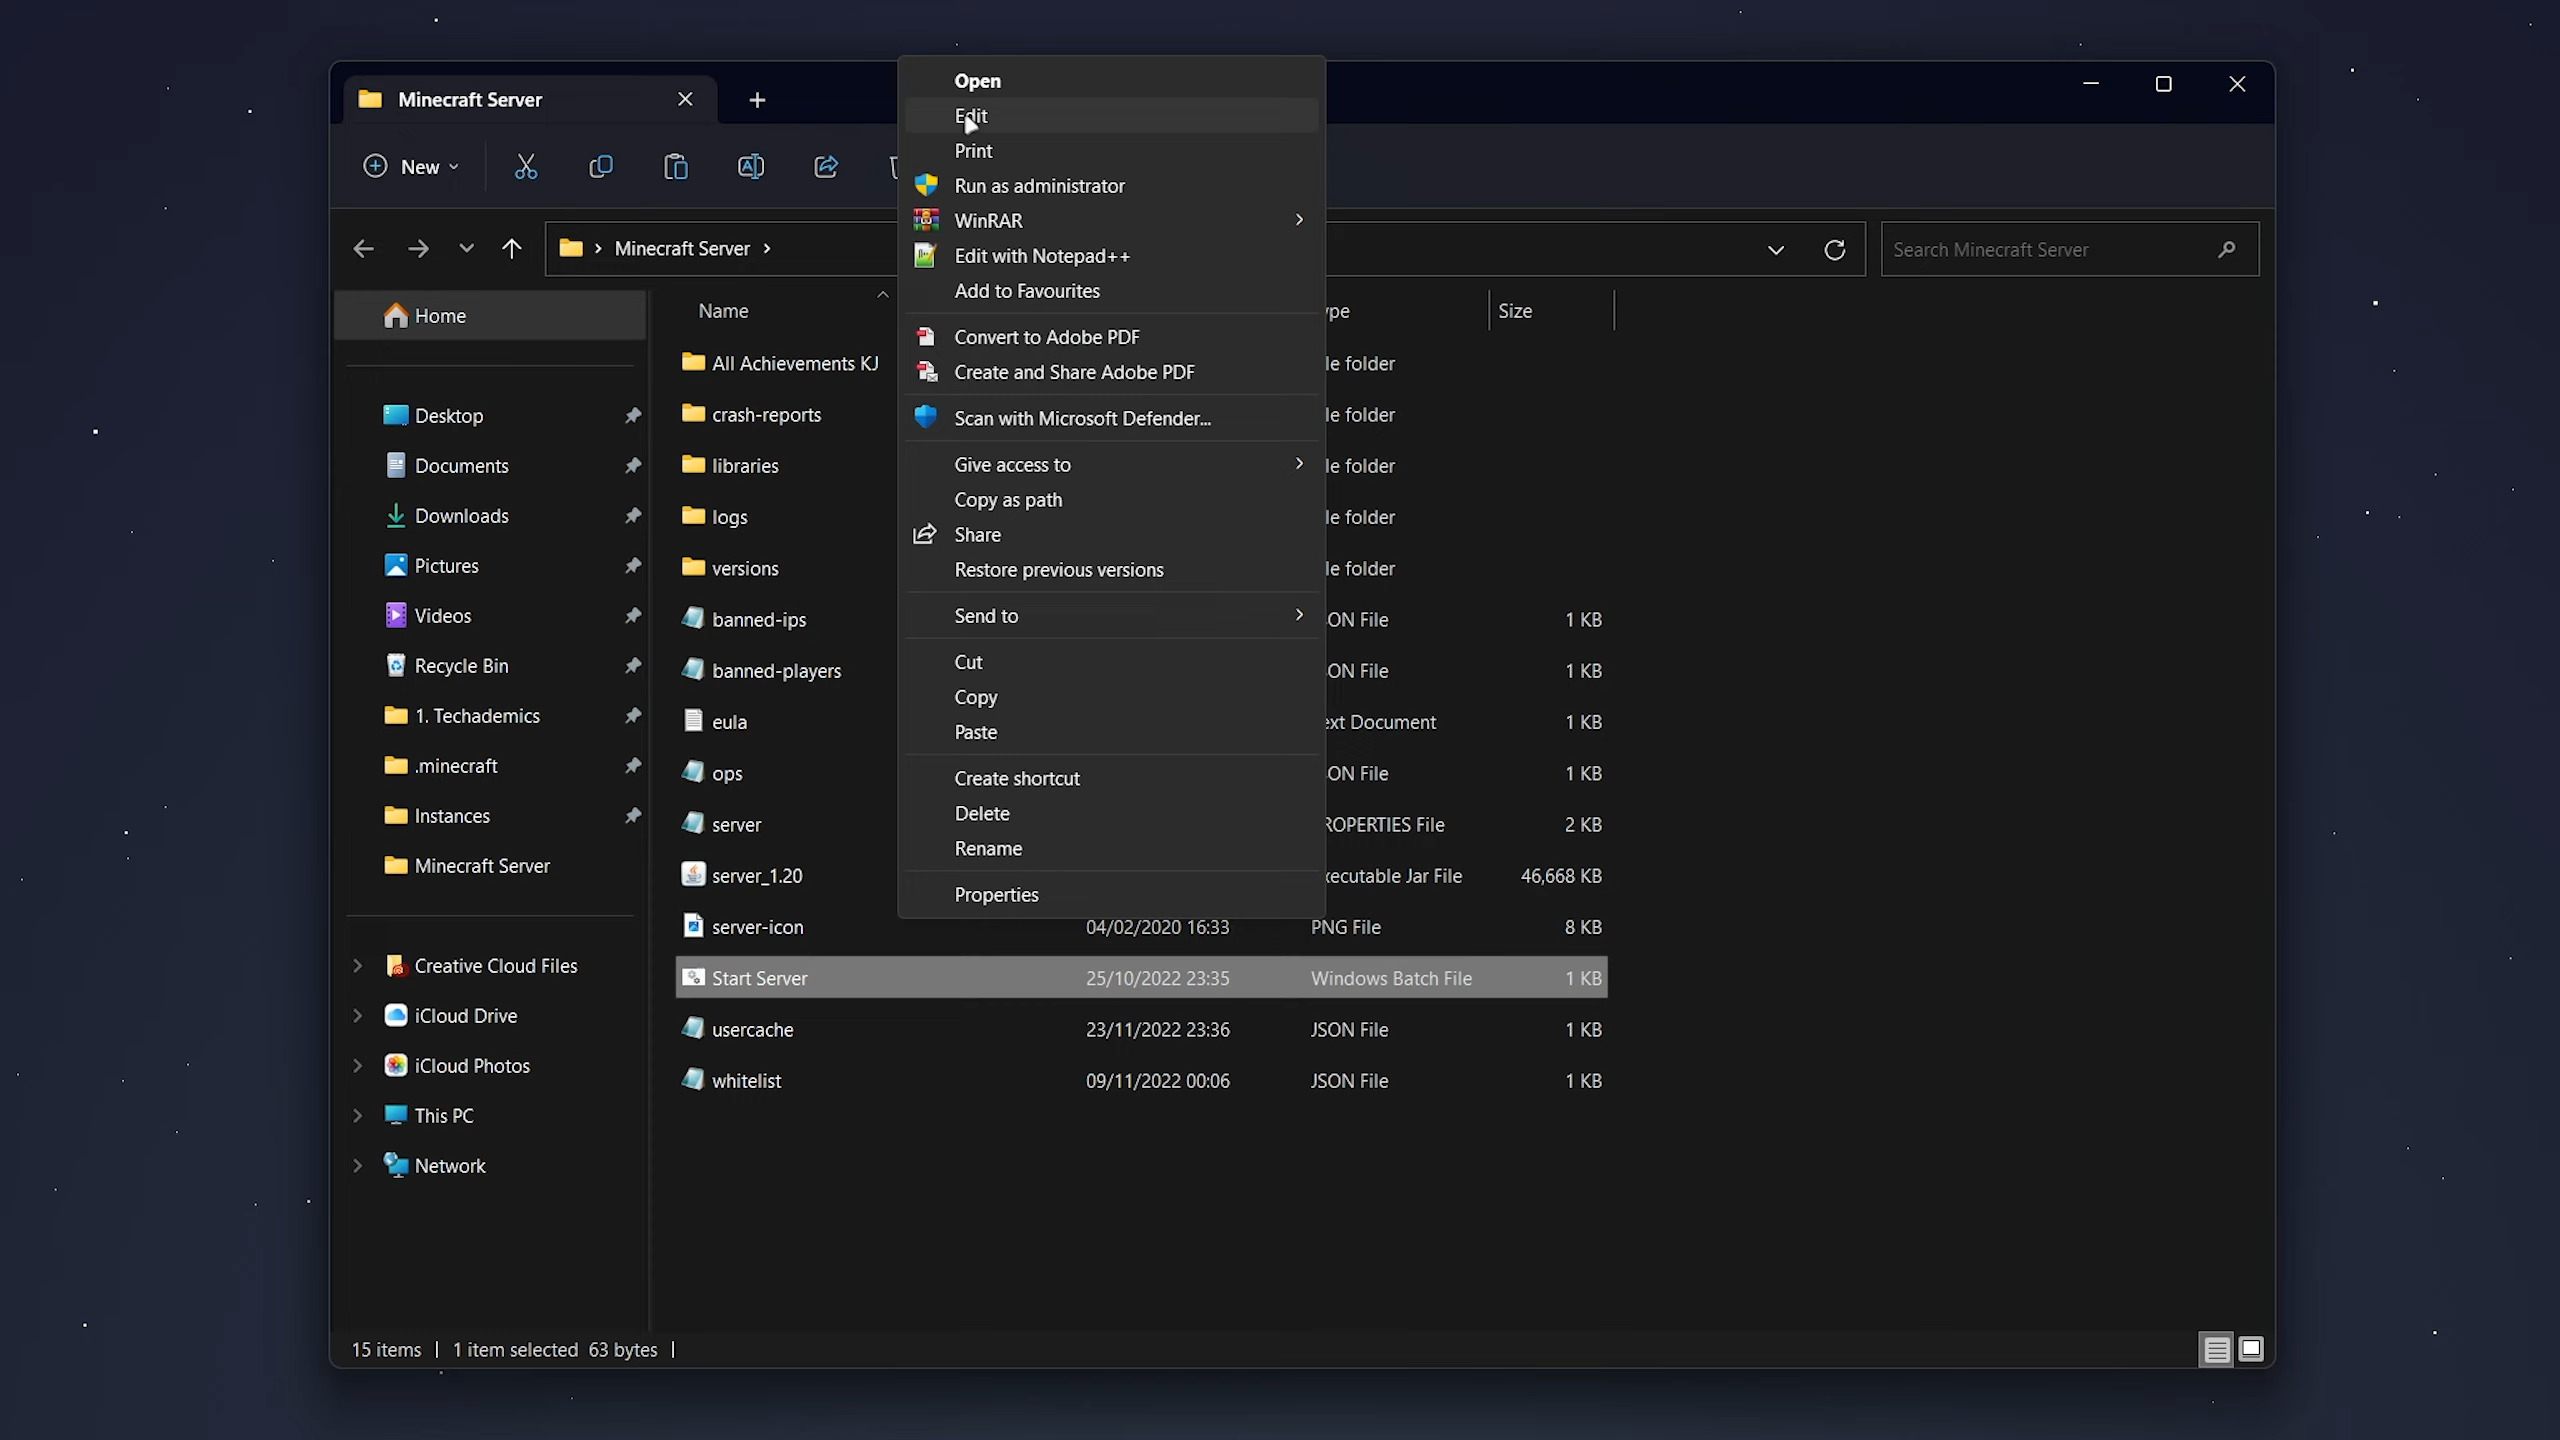 Minecraft Server
New
Minecraft Server
Search Minecraft Server
Open
Edit
Print
Run as administrator
WinRAR
Edit with Notepad++
Add to Favourites
Convert to Adobe PDF
Create and Share Adobe PDF
Scan with Microsoft Defender...
Give access to
Copy as path
Share
Restore previous versions
Send to
Cut
Copy
Paste
Create shortcut
Delete
Rename
Properties
Home
Desktop
Documents
Downloads
Pictures
Videos
Recycle Bin
1. Techademics
.minecraft
Instances
Minecraft Server
Creative Cloud Files
iCloud Drive
iCloud Photos
This PC
Network
Name ype Size
All Achievements KJ le folder
crash-reports le folder
libraries le folder
logs le folder
versions le folder
banned-ips ON File 1 KB
banned-players ON File 1 KB
eula ext Document 1 KB
ops ON File 1 KB
server ROPERTIES File 2 KB
server_1.20 ecutable Jar File 46,668 KB
server-icon 04/02/2020 16:33 PNG File 8 KB
Start Server 25/10/2022 23:35 Windows Batch File 1 KB
usercache 23/11/2022 23:36 JSON File 1 KB
whitelist 09/11/2022 00:06 JSON File 1 KB
15 items 1 item selected 63 bytes